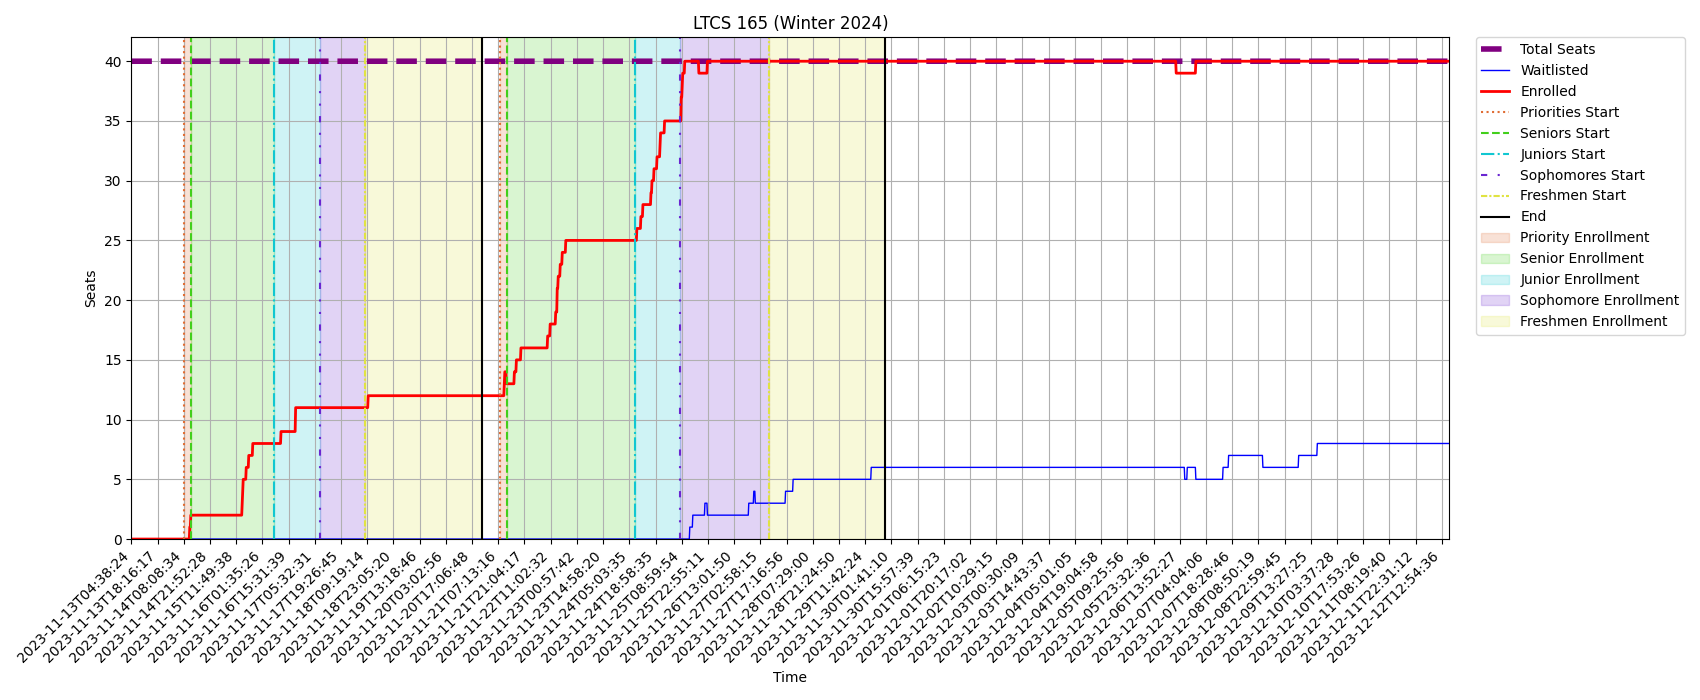 LTCS 165 (Winter 2024)
Seats
40
35
30
25
20
15
10
5
0
2023-11-13T04:38:24
2023-11-13T18:16:17
2023-11-14T08:08:34
2023-11-14T21:52:28
2023-11-15T11:49:38
2023-11-16T01:35:26
2023-11-16T15:31:39
2023-11-17T05:32:31
2023-11-17T19:26:45
2023-11-18T09:19:14
2023-11-18T23:05:20
2023-11-19T13:18:46
2023-11-20T03:02:56
2023-11-20T17:06:48
2023-11-21T07:13:16
2023-11-21T21:04:17
2023-11-22T11:02:32
2023-11-23T00:57:42
2023-11-23T14:58:20
2023-11-24T05:03:35
2023-11-24T18:58:35
2023-11-25T08:59:54
2023-11-25T22:55:11
2023-11-26T13:01:50
2023-11-27T02:58:15
2023-11-27T17:16:56
2023-11-28T07:29:00
2023-11-28T21:24:50
2023-11-29T11:42:24
2023-11-30T01:41:10
2023-11-30T15:57:39
2023-12-01T06:15:23
2023-12-01T20:17:02
2023-12-02T10:29:15
2023-12-03T00:30:09
2023-12-03T14:43:37
2023-12-04T05:01:05
2023-12-04T19:04:58
2023-12-05T09:25:56
2023-12-05T23:32:36
2023-12-06T13:52:27
2023-12-07T04:04:06
2023-12-07T18:28:46
2023-12-08T08:50:19
2023-12-08T22:59:45
2023-12-09T13:27:25
2023-12-10T03:37:28
2023-12-10T17:53:26
2023-12-11T08:19:40
2023-12-11T22:31:12
2023-12-12T12:54:36
Time
Total Seats
Waitlisted
Enrolled
Priorities Start
Seniors Start
Juniors Start
Sophomores Start
Freshmen Start
End
Priority Enrollment
Senior Enrollment
Junior Enrollment
Sophomore Enrollment
Freshmen Enrollment